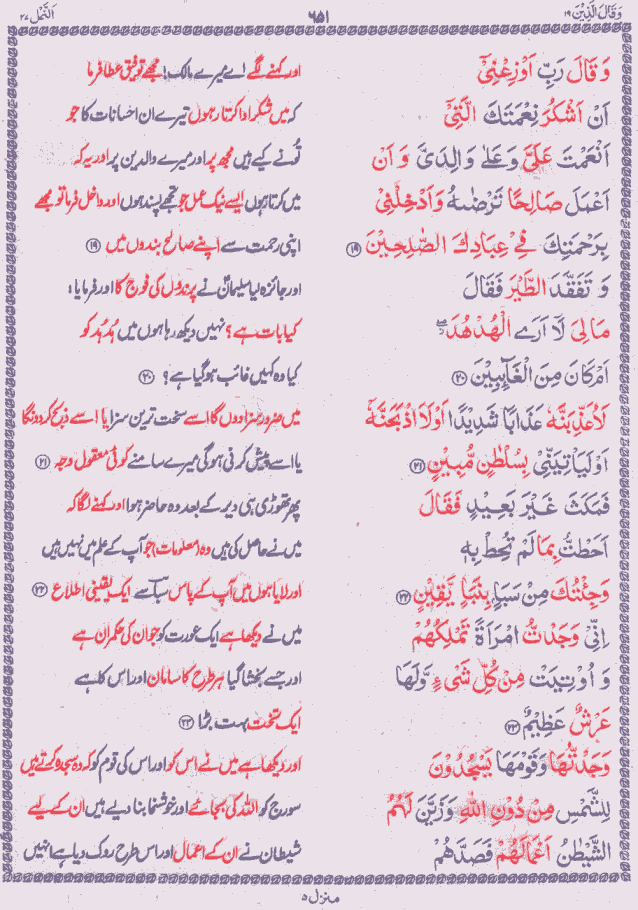 وَقَالَ الَّذِيْنَ ١٩
٦٥١
النَّمل ٢٧
وَقَالَ رَبِّ اَوْزِعْنِیْۤ
اور کہنے لگے اے میرے مالک! مجھے توفیق عطا فرما
اَنْ اَشْكُرَ نِعْمَتَكَ الَّتِیْۤ
کہ میں شکر ادا کرتا رہوں تیرے ان احسانات کا جو
اَنْعَمْتَ عَلَیَّ وَعَلٰی وَالِدَیَّ وَاَنْ
تُونے کیے ہیں مجھ پر اور میرے والدین پر اور یہ کہ
اَعْمَلَ صَالِحًا تَرْضٰىهُ وَاَدْخِلْنِیْ
میں کرتا ہوں ایسے نیک عمل جو تجھے پسند ہوں اور داخل فرما تو مجھے
بِرَحْمَتِكَ فِیْ عِبَادِكَ الصّٰلِحِیْنَ ﴿١٩﴾
اپنی رحمت سے اپنے صالح بندوں میں ﴿١٩﴾
وَتَفَقَّدَ الطَّیْرَ فَقَالَ
اور جائزہ لیا سلیمانؑ نے پرندوں کی فوج کا اور فرمایا:
مَا لِیَ لَاۤ اَرَی الْهُدْهُدَ
کیا بات ہے؟ نہیں دیکھ رہا ہوں میں ہُدہُد کو
اَمْ كَانَ مِنَ الْغَآىِٕبِیْنَ ﴿٢٠﴾
کیا وہ کہیں غائب ہو گیا ہے؟ ﴿٢٠﴾
لَاُعَذِّبَنَّهٗ عَذَابًا شَدِیْدًا اَوْ لَاَاذْبَحَنَّهٗۤ
میں ضرور سزا دوں گا اسے سخت ترین سزا یا اسے ذبح کردونگا
اَوْ لَیَاْتِیَنِّیْ بِسُلْطٰنٍ مُّبِیْنٍ ﴿٢١﴾
یا اسے پیش کرنی ہوگی میرے سامنے کوئی معقول وجہ ﴿٢١﴾
فَمَكَثَ غَیْرَ بَعِیْدٍ فَقَالَ
پھر تھوڑی ہی دیر کے بعد وہ حاضر ہوا اور کہنے لگا کہ
اَحَطْتُّ بِمَا لَمْ تُحِطْ بِهٖ
میں نے حاصل کی ہیں وہ (معلومات) جو آپ کے علم میں نہیں ہیں
وَجِئْتُكَ مِنْ سَبَاٍۭ بِنَبَاٍ یَّقِیْنٍ ﴿٢٢﴾
اور لایا ہوں میں آپ کے پاس سبا سے ایک یقینی اطلاع ﴿٢٢﴾
اِنِّیْ وَجَدْتُّ امْرَاَةً تَمْلِكُهُمْ
میں نے دیکھا ہے ایک عورت کو جو ان کی حکمران ہے
وَاُوْتِیَتْ مِنْ كُلِّ شَیْءٍ وَّلَهَا
اور جسے بخشا گیا ہر طرح کا سامان اور اس کا ہے
عَرْشٌ عَظِیْمٌ ﴿٢٣﴾
ایک تخت بہت بڑا ﴿٢٣﴾
وَجَدْتُّهَا وَقَوْمَهَا یَسْجُدُوْنَ
اور دیکھا ہے میں نے اس کو اور اس کی قوم کو کہ وہ سجدہ کرتے ہیں
لِلشَّمْسِ مِنْ دُوْنِ اللّٰهِ وَزَیَّنَ لَهُمُ
سورج کو اللہ کی بجائے اور خوشنما بنا دیے ہیں ان کے لیے
الشَّیْطٰنُ اَعْمَالَهُمْ فَصَدَّهُمْ
شیطان نے ان کے اعمال اور اس طرح روک دیا ہے انہیں
منزل ٥